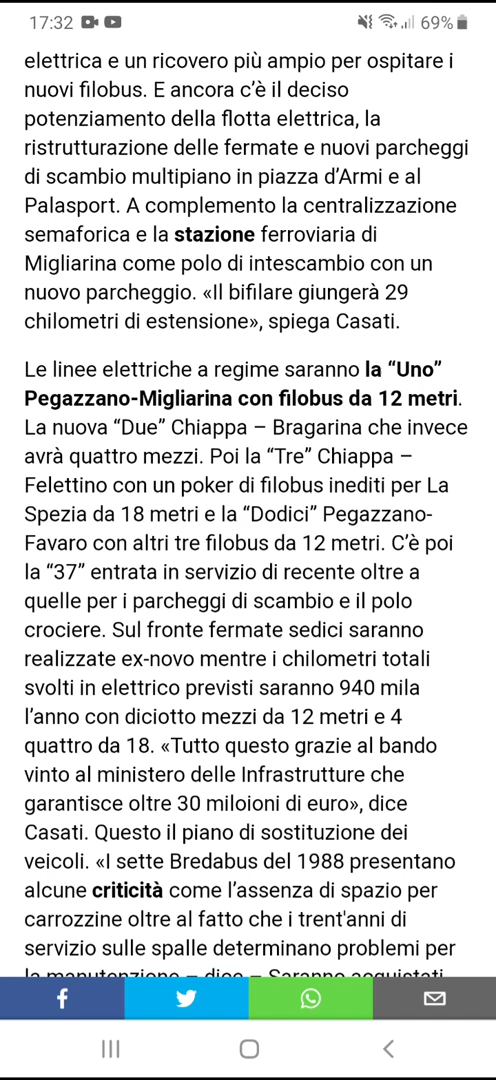 17:32
69%
elettrica e un ricovero più ampio per ospitare i
nuovi filobus. E ancora c’è il deciso
potenziamento della flotta elettrica, la
ristrutturazione delle fermate e nuovi parcheggi
di scambio multipiano in piazza d’Armi e al
Palasport. A complemento la centralizzazione
semaforica e la stazione ferroviaria di
Migliarina come polo di intescambio con un
nuovo parcheggio. «Il bifilare giungerà 29
chilometri di estensione», spiega Casati.
Le linee elettriche a regime saranno la “Uno”
Pegazzano-Migliarina con filobus da 12 metri.
La nuova “Due” Chiappa – Bragarina che invece
avrà quattro mezzi. Poi la “Tre” Chiappa –
Felettino con un poker di filobus inediti per La
Spezia da 18 metri e la “Dodici” Pegazzano-
Favaro con altri tre filobus da 12 metri. C’è poi
la “37” entrata in servizio di recente oltre a
quelle per i parcheggi di scambio e il polo
crociere. Sul fronte fermate sedici saranno
realizzate ex-novo mentre i chilometri totali
svolti in elettrico previsti saranno 940 mila
l’anno con diciotto mezzi da 12 metri e 4
quattro da 18. «Tutto questo grazie al bando
vinto al ministero delle Infrastrutture che
garantisce oltre 30 miloioni di euro», dice
Casati. Questo il piano di sostituzione dei
veicoli. «I sette Bredabus del 1988 presentano
alcune criticità come l’assenza di spazio per
carrozzine oltre al fatto che i trent'anni di
servizio sulle spalle determinano problemi per
la manutenzione – dice – Saranno acquistati